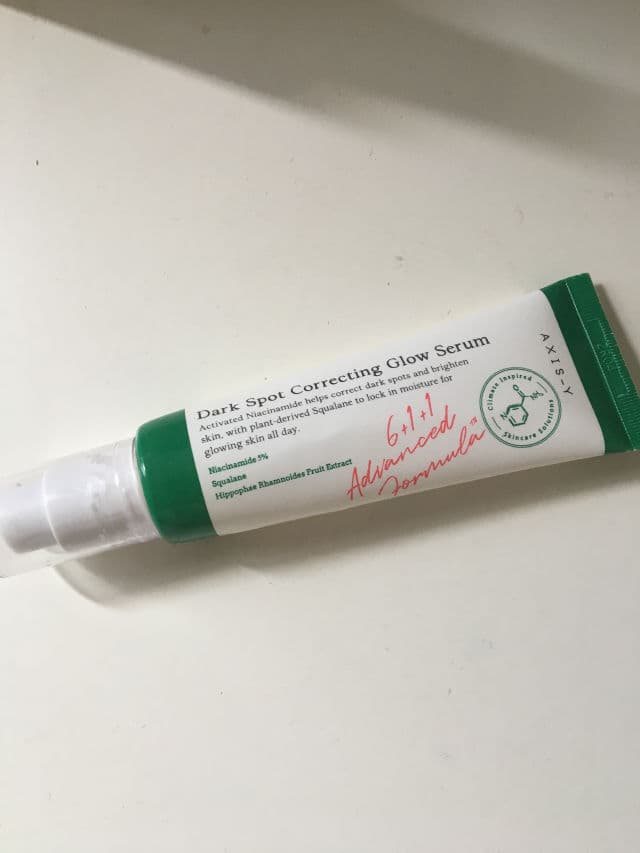 Dark Spot Correcting Glow Serum
Activated Niacinamide helps correct dark spots and brighten
skin, with plant-derived Squalane to lock in moisture for
glowing skin all day.
Niacinamide 5%
Squalane
Hippophae Rhamnoides Fruit Extract
6+1+1
Advanced
Formula™
Climate Inspired
N
O
NH₂
Skincare Solutions
AXIS-Y